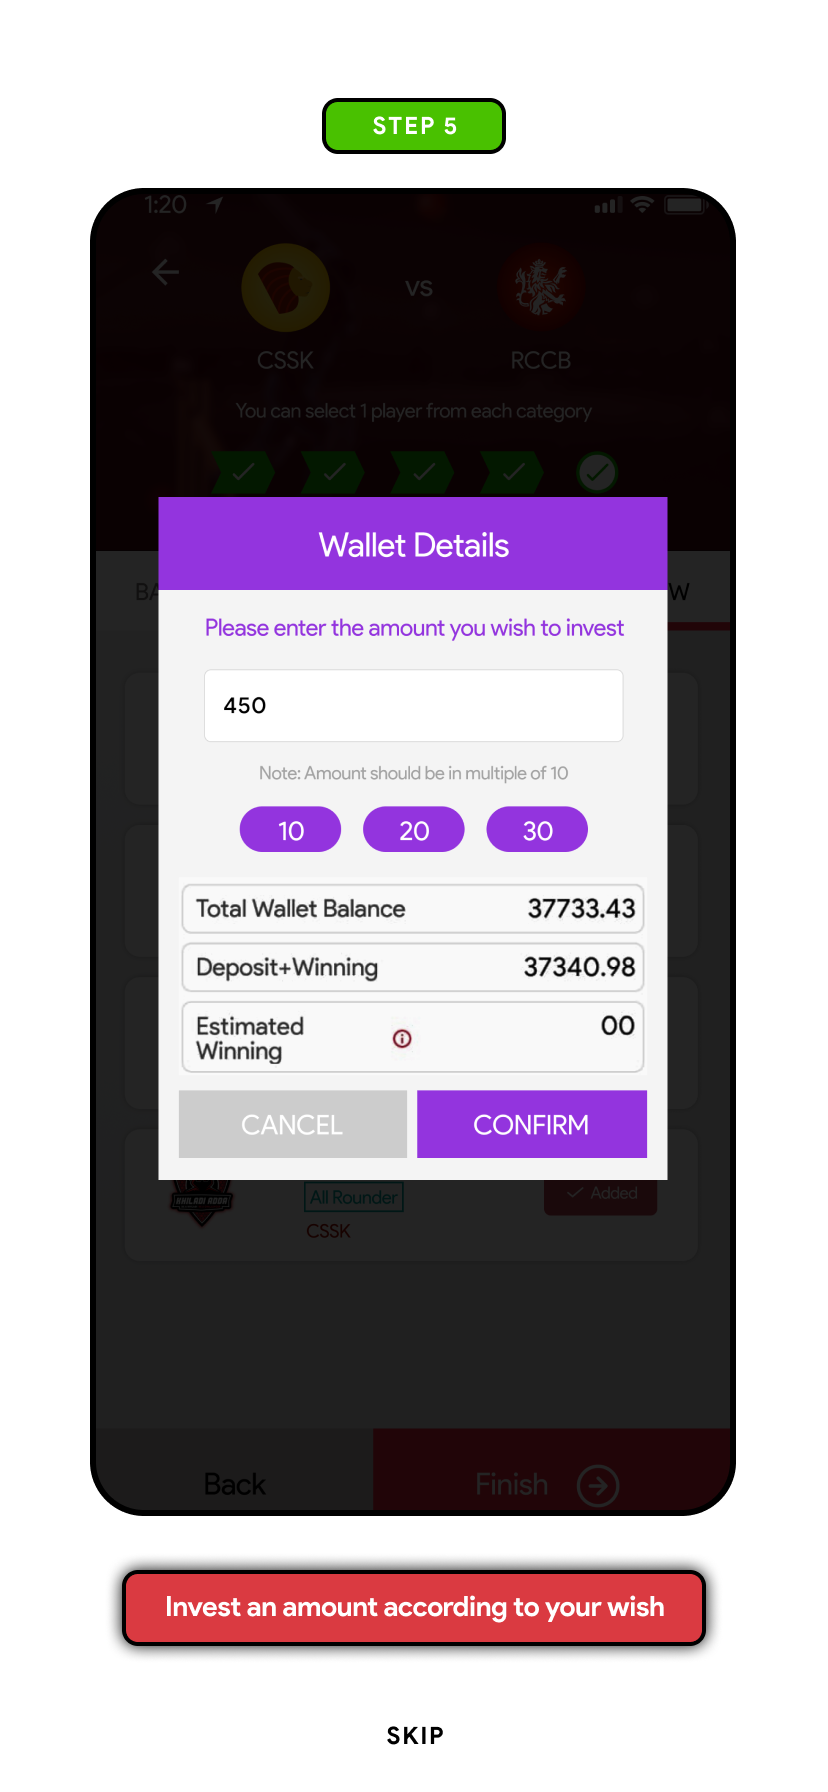 STEP 5
1:20
VS
CSSK
RCCB
You can select 1 player from each category
Wallet Details
BA
W
Please enter the amount you wish to invest
450
Note: Amount should be in multiple of 10
10 20 30
Total Wallet Balance 37733.43
Deposit+Winning 37340.98
Estimated Winning 00
CANCEL CONFIRM
KHILADI ADDA
All Rounder
Added
CSSK
Back Finish
Invest an amount according to your wish
SKIP